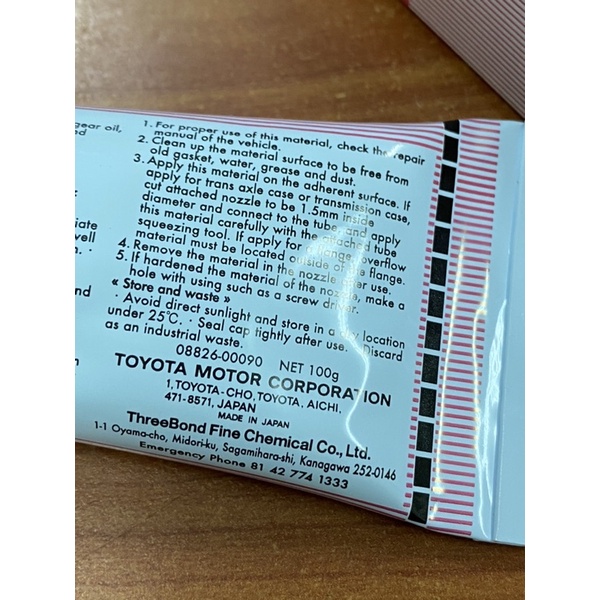 gear oil,
1. For proper use of this material, check the repair
manual of the vehicle.
2. Clean up the material surface to be free from
old gasket, water, grease and dust.
3. Apply this material on the adherent surface. If
apply for trans axle case or transmission case,
cut attached nozzle to be 1.5mm inside
diameter and connect to the tube, and apply
this material carefully with the attached tube
squeezing tool. If apply for flange, overflow
material must be located outside of the flange.
4. Remove the material in the nozzle after use.
5. If hardened the material of the nozzle, make a
hole with using such as a screw driver.
« Store and waste »
· Avoid direct sunlight and store in a dry location
under 25℃. · Seal cap tightly after use. · Discard
as an industrial waste.
08826-00090 NET 100g
TOYOTA MOTOR CORPORATION
1, TOYOTA-CHO, TOYOTA, AICHI,
471-8571, JAPAN
MADE IN JAPAN
ThreeBond Fine Chemical Co., Ltd.
1-1 Oyama-cho, Midori-ku, Sagamihara-shi, Kanagawa 252-0146
Emergency Phone 81 42 774 1333